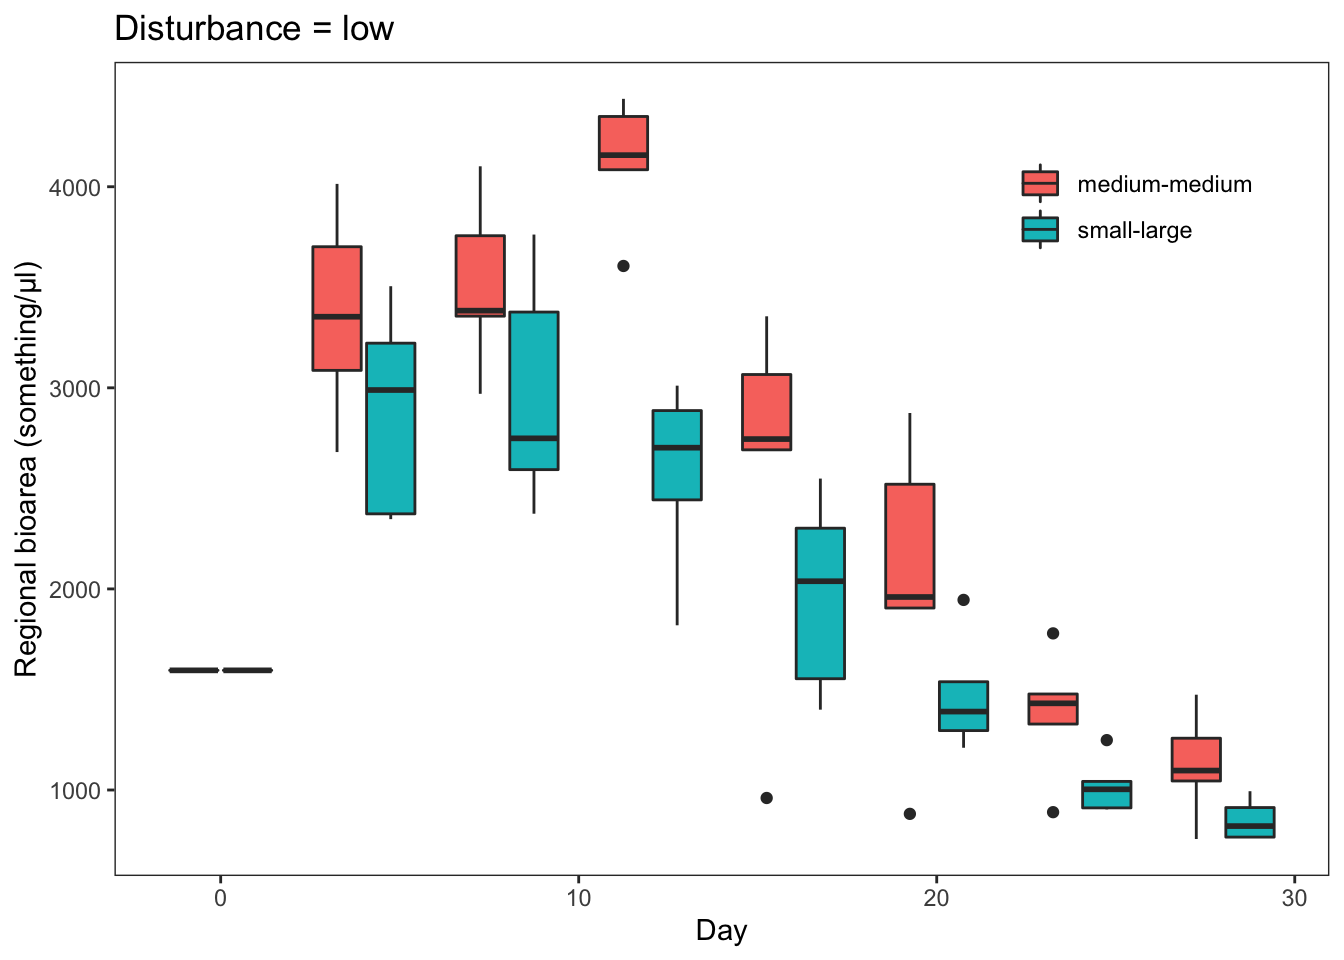 Disturbance = low
Regional bioarea (something/µl)
4000
3000
2000
1000
medium-medium
small-large
0
10
20
30
Day